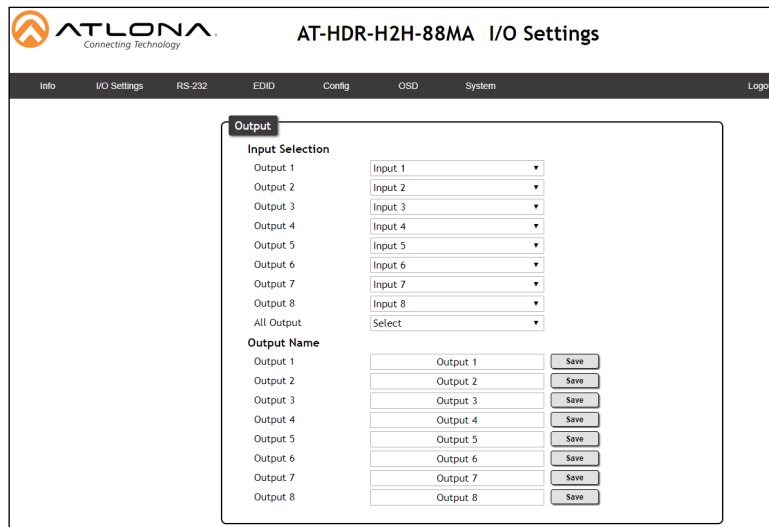 ATLONA.
Connecting Technology
AT-HDR-H2H-88MA I/O Settings
Info I/O Settings RS-232 EDID Config OSD System Logo
Output
Input Selection
Output 1 Input 1
Output 2 Input 2
Output 3 Input 3
Output 4 Input 4
Output 5 Input 5
Output 6 Input 6
Output 7 Input 7
Output 8 Input 8
All Output Select
Output Name
Output 1 Output 1 Save
Output 2 Output 2 Save
Output 3 Output 3 Save
Output 4 Output 4 Save
Output 5 Output 5 Save
Output 6 Output 6 Save
Output 7 Output 7 Save
Output 8 Output 8 Save